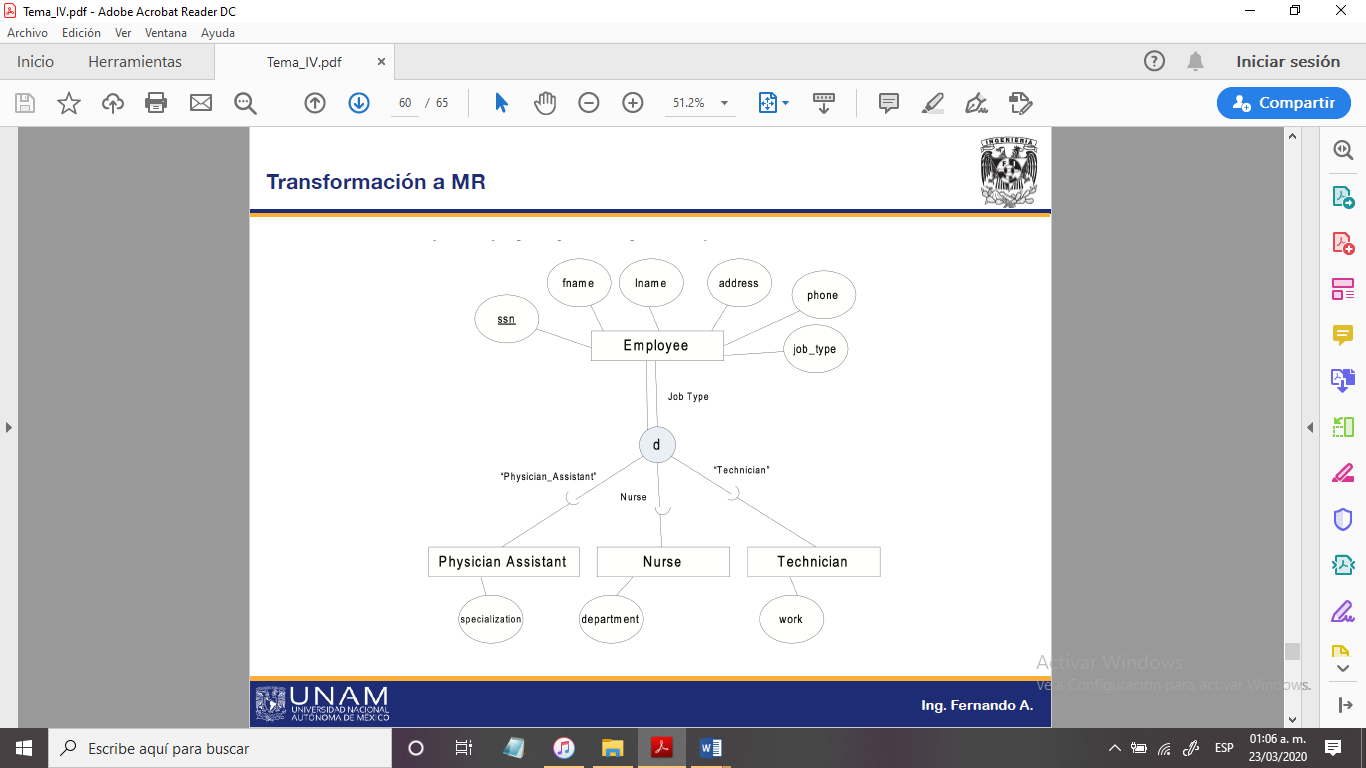 Tema_IV.pdf - Adobe Acrobat Reader DC
Archivo Edición Ver Ventana Ayuda
Inicio Herramientas Tema_IV.pdf × Iniciar sesión
60 / 65 51.2% Compartir
INGENIERIA
Transformación a MR
fname lname address phone
ssn
Employee
job_type
Job Type
d
"Physician_Assistant" "Technician"
Nurse
Physician Assistant Nurse Technician
specialization department work
Activar Windows
Ve a Configuración para activar Windows.
UNAM
UNIVERSIDAD NACIONAL
AUTÓNOMA DE MÉXICO
Ing. Fernando A.
Escribe aquí para buscar
ESP
01:06 a. m.
23/03/2020